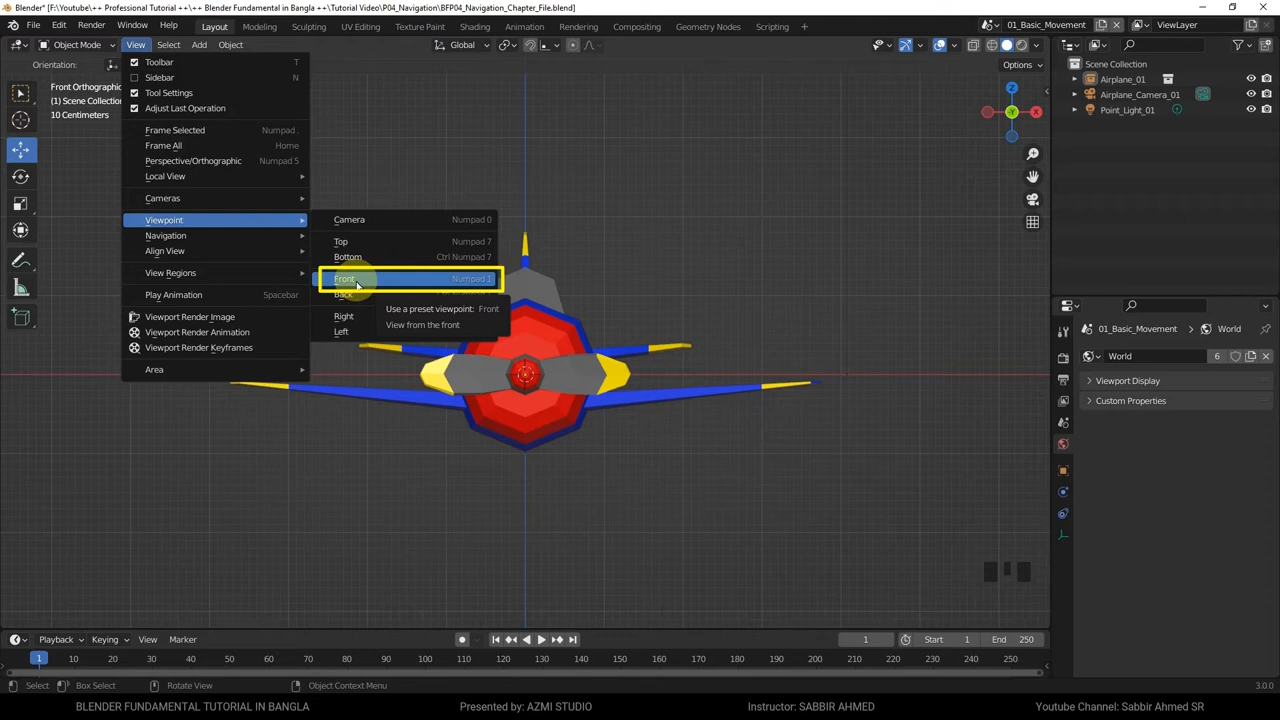 Blender* [F:\Youtube\++ Professional Tutorial ++\++ Blender Fundament in Bangla ++\Tutorial Video\P04_Navigation\BFP04_Navigation_Chapter_File.blend]
File Edit Render Window Help Layout Modeling Sculpting UV Editing Texture Paint Shading Animation Rendering Compositing Geometry Nodes Scripting 01_Basic_Movement ViewLayer
Object Mode View Select Add Object Global
Orientation: Options
Front Orthographic
(1) Scene Collection
10 Centimeters
Toolbar T
Sidebar N
Tool Settings
Adjust Last Operation
Frame Selected Numpad .
Frame All Home
Perspective/Orthographic Numpad 5
Local View
Cameras
Viewpoint
Navigation
Align View
View Regions
Play Animation Spacebar
Viewport Render Image
Viewport Render Animation
Viewport Render Keyframes
Area
Camera Numpad 0
Top Numpad 7
Bottom Ctrl Numpad 7
Front Numpad 1
Back
Right
Left
Use a preset viewpoint: Front
View from the front
Z
-Y
X
Scene Collection
Airplane_01
Airplane_Camera_01
Point_Light_01
01_Basic_Movement World
World 6
Viewport Display
Custom Properties
Playback Keying View Marker 1 Start 1 End 250
1 10 20 30 40 50 60 70 80 90 100 110 120 130 140 150 160 170 180 190 200 210 220 230 240 250
Select Box Select Rotate View Object Context Menu 3.0.0
BLENDER FUNDAMENTAL TUTORIAL IN BANGLA Presented by: AZMI STUDIO Instructor: SABBIR AHMED Youtube Channel: Sabbir Ahmed SR